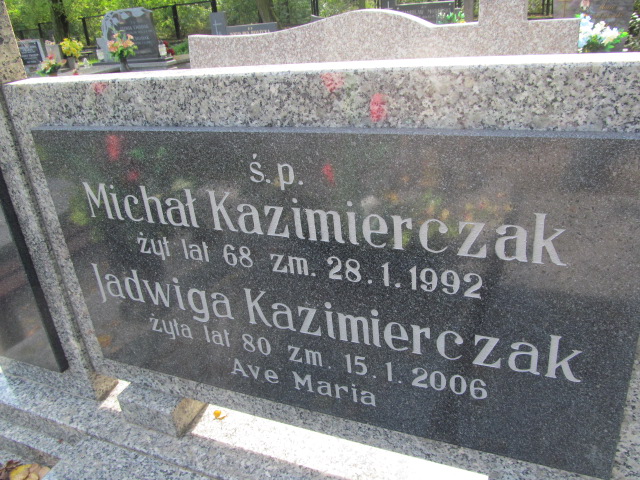 ś.p.
Michał Kazimierczak
żył lat 68 zm. 28.1.1992
Jadwiga Kazimierczak
żyła lat 80 zm. 15.1.2006
Ave Maria